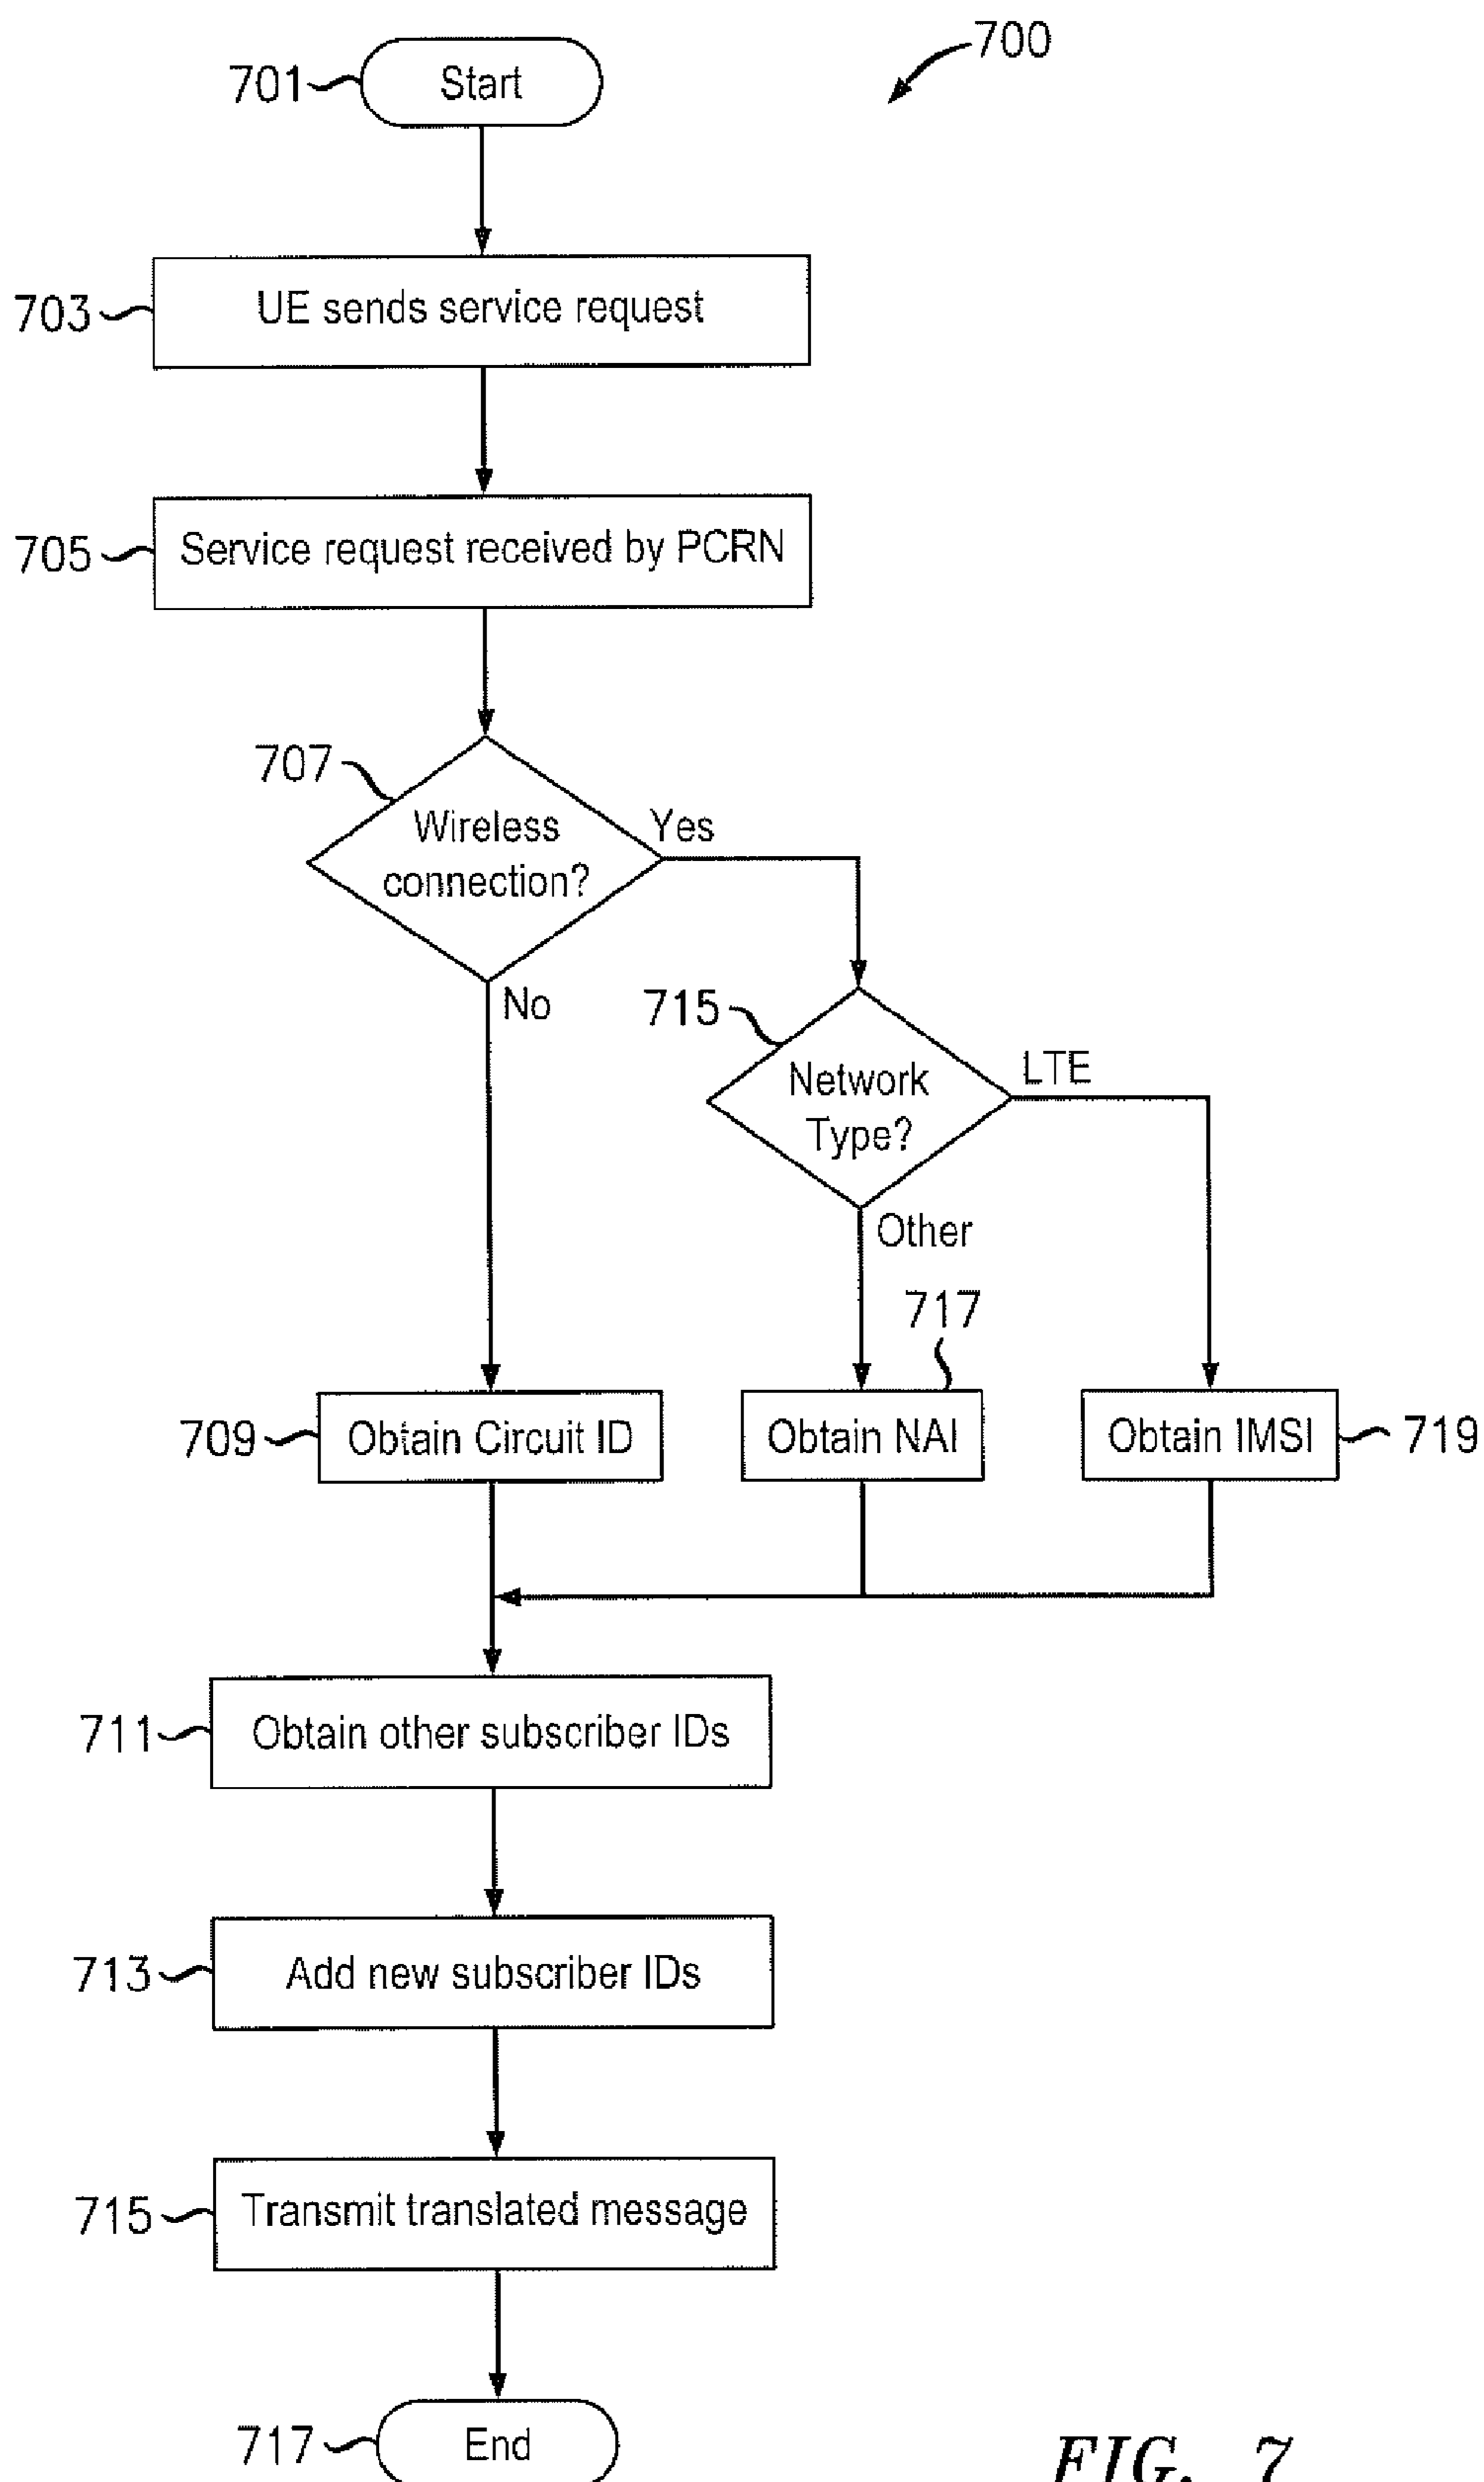 700
701
Start
703
UE sends service request
705
Service request received by PCRN
707
Wireless
connection?
Yes
No
715
Network
Type?
LTE
Other
717
709
Obtain Circuit ID
Obtain NAI
Obtain IMSI
719
711
Obtain other subscriber IDs
713
Add new subscriber IDs
715
Transmit translated message
717
End
FIG. 7